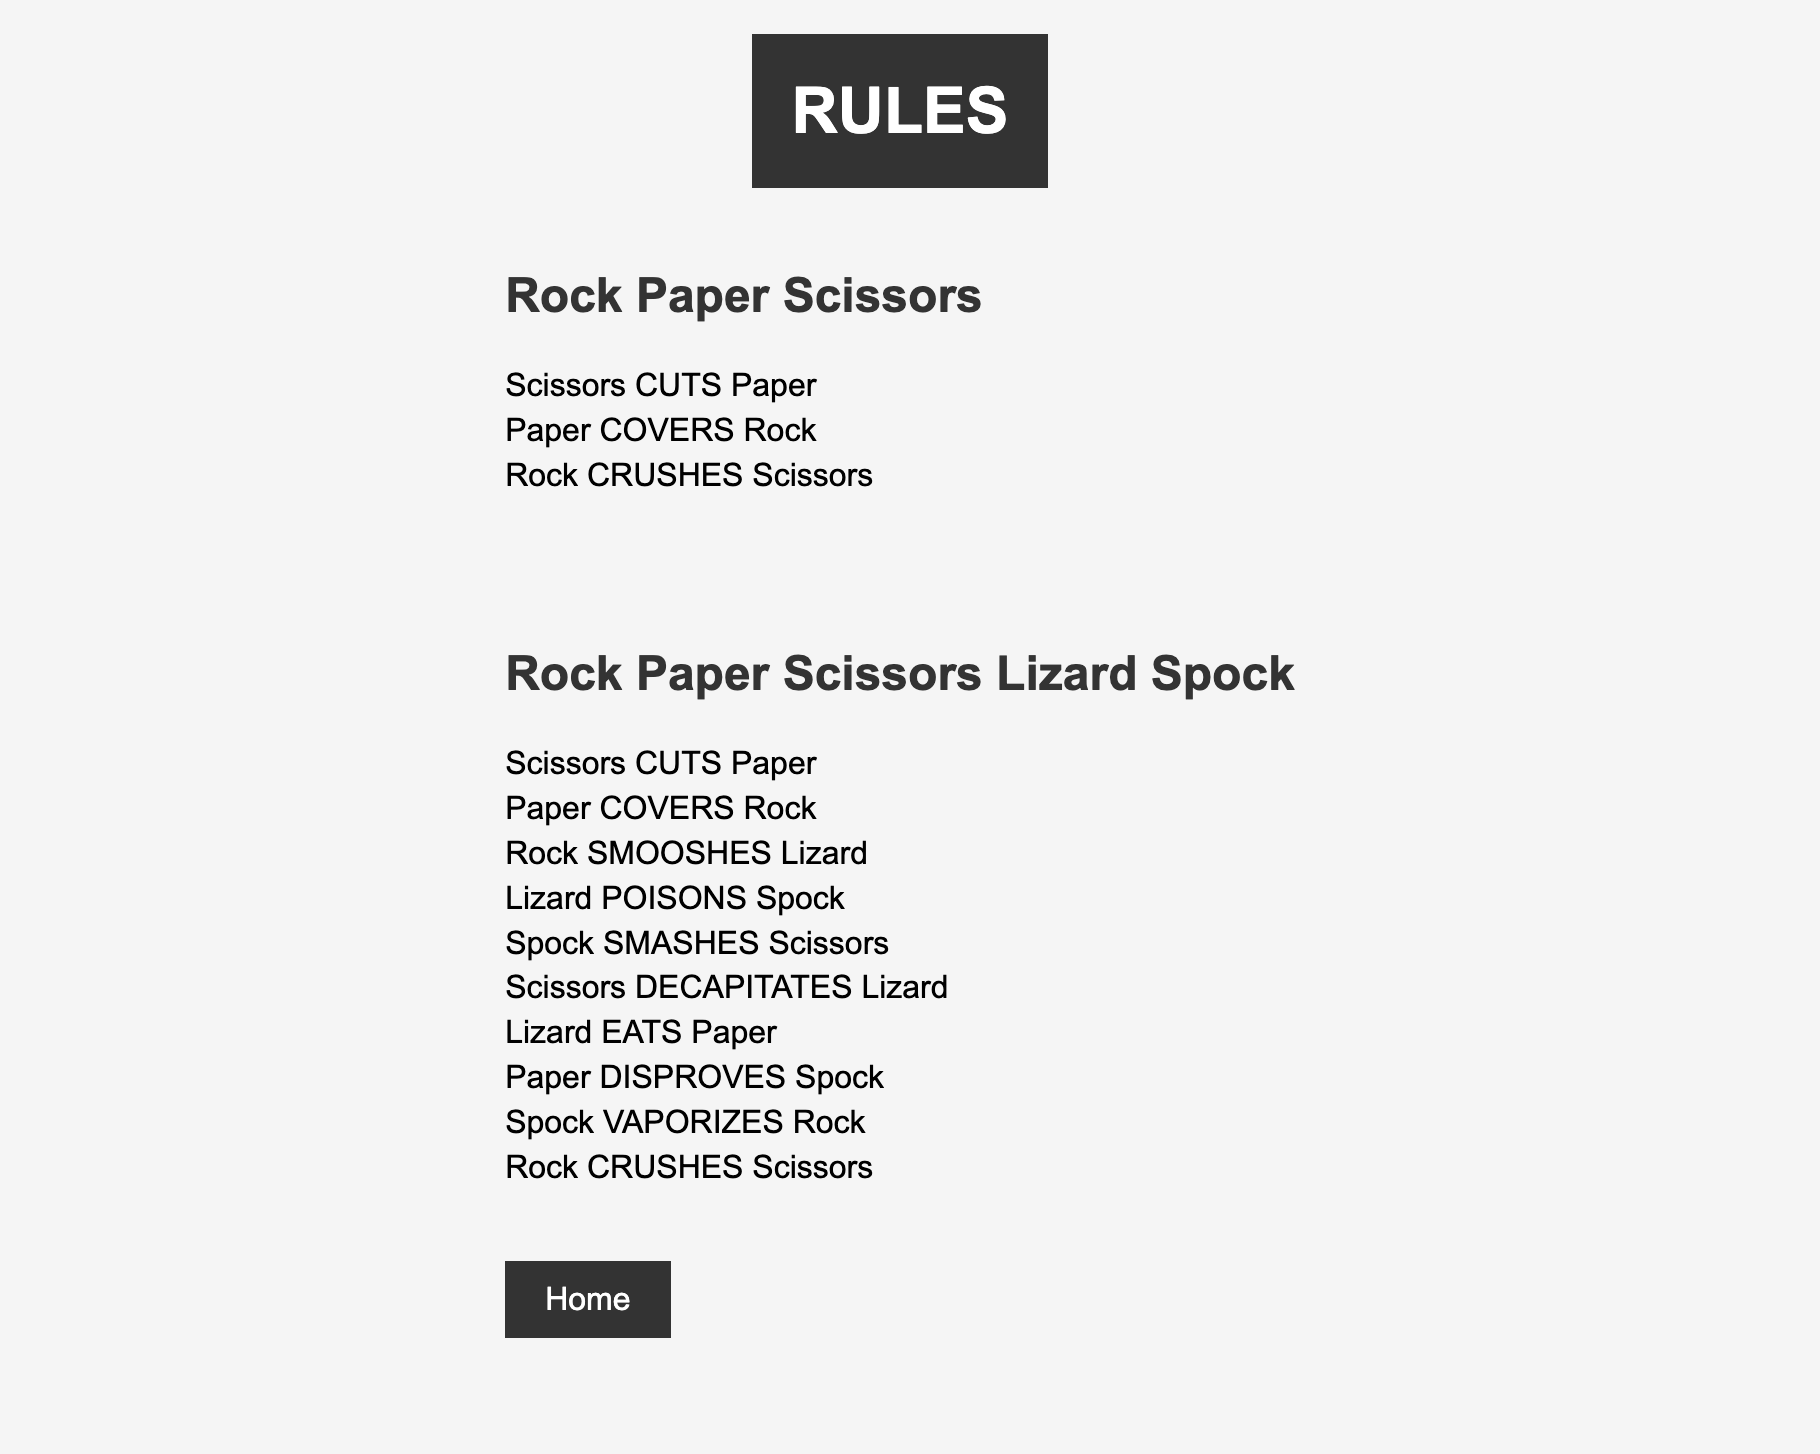 RULES
Rock Paper Scissors
Scissors CUTS Paper
Paper COVERS Rock
Rock CRUSHES Scissors
Rock Paper Scissors Lizard Spock
Scissors CUTS Paper
Paper COVERS Rock
Rock SMOOSHES Lizard
Lizard POISONS Spock
Spock SMASHES Scissors
Scissors DECAPITATES Lizard
Lizard EATS Paper
Paper DISPROVES Spock
Spock VAPORIZES Rock
Rock CRUSHES Scissors
Home